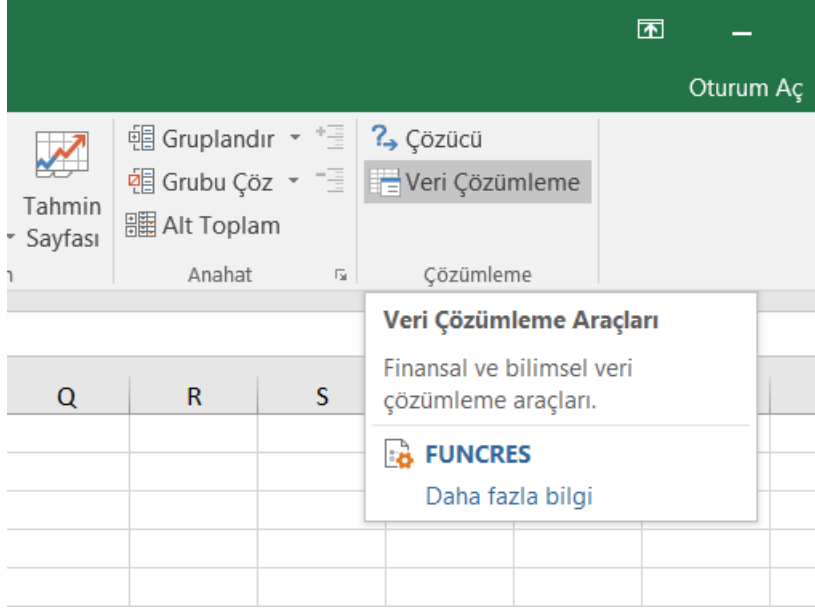 Oturum Aç
Tahmin
Sayfası
Gruplandır
Grubu Çöz
Alt Toplam
Anahat
Çözücü
Veri Çözümleme
Çözümleme
Veri Çözümleme Araçları
Finansal ve bilimsel veri
çözümleme araçları.
FUNCRES
Daha fazla bilgi
Q R S